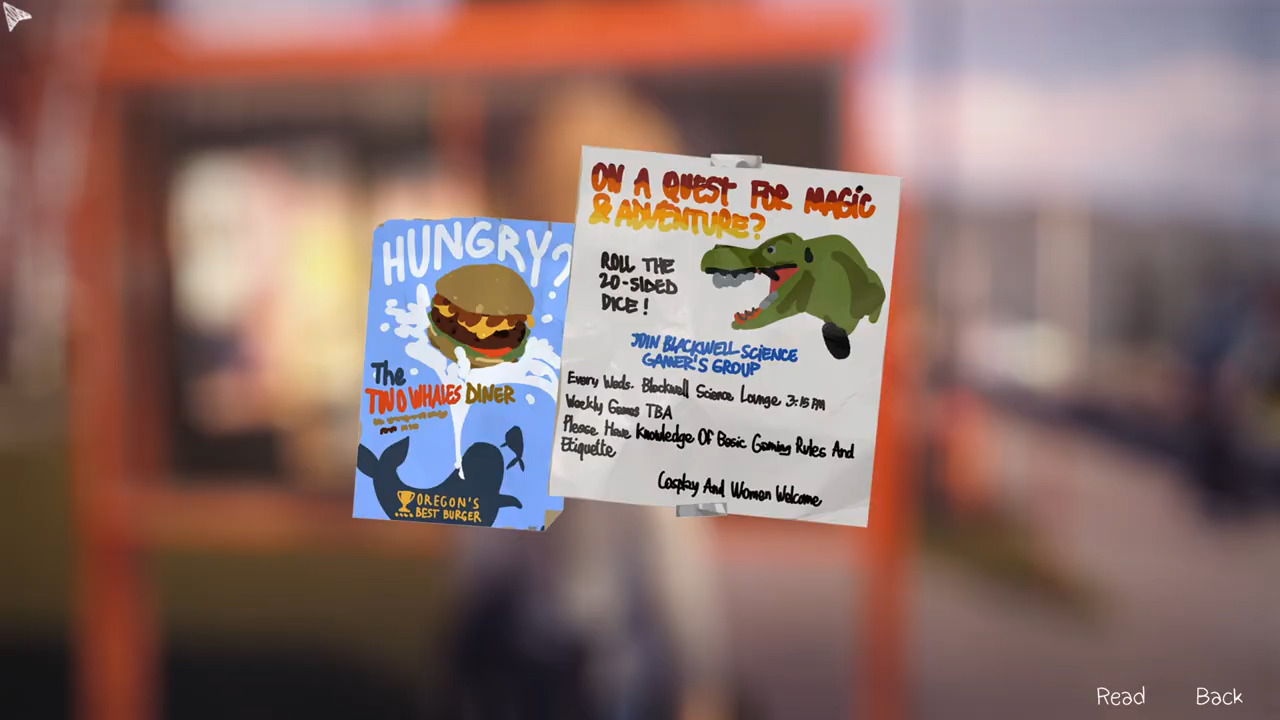 HUNGRY?
The
TWO WHALES DINER
OREGON'S
BEST BURGER
ON A QUEST FOR MAGIC
& ADVENTURE?
ROLL THE
20-SIDED
DICE!
JOIN BLACKWELL SCIENCE
GAMER'S GROUP
Every Weds. Blackwell Science Lounge 3:15 PM
Weekly Games TBA
Please Have Knowledge Of Basic Gaming Rules And
Etiquette
Cosplay And Women Welcome
Read
Back